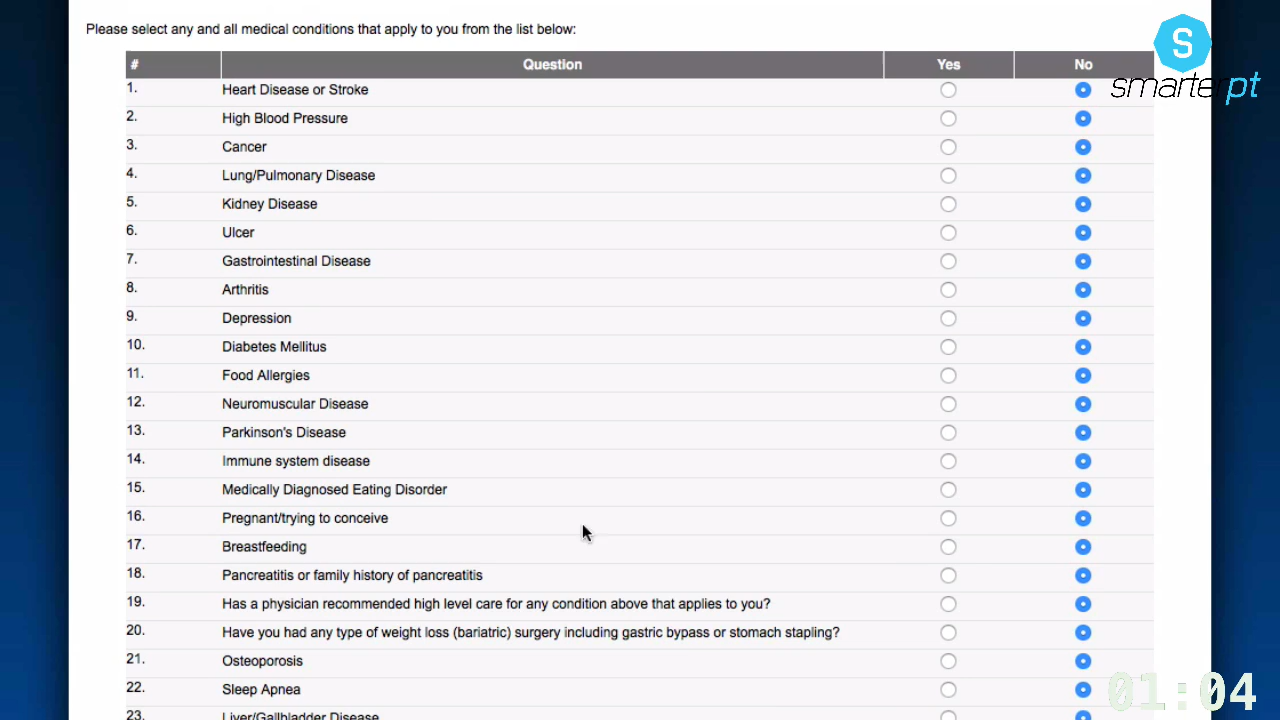 Please select any and all medical conditions that apply to you from the list below:
# Question Yes No
1. Heart Disease or Stroke
2. High Blood Pressure
3. Cancer
4. Lung/Pulmonary Disease
5. Kidney Disease
6. Ulcer
7. Gastrointestinal Disease
8. Arthritis
9. Depression
10. Diabetes Mellitus
11. Food Allergies
12. Neuromuscular Disease
13. Parkinson's Disease
14. Immune system disease
15. Medically Diagnosed Eating Disorder
16. Pregnant/trying to conceive
17. Breastfeeding
18. Pancreatitis or family history of pancreatitis
19. Has a physician recommended high level care for any condition above that applies to you?
20. Have you had any type of weight loss (bariatric) surgery including gastric bypass or stomach stapling?
21. Osteoporosis
22. Sleep Apnea
23. Liver/Gallbladder Disease
S
smarter pt
01:04